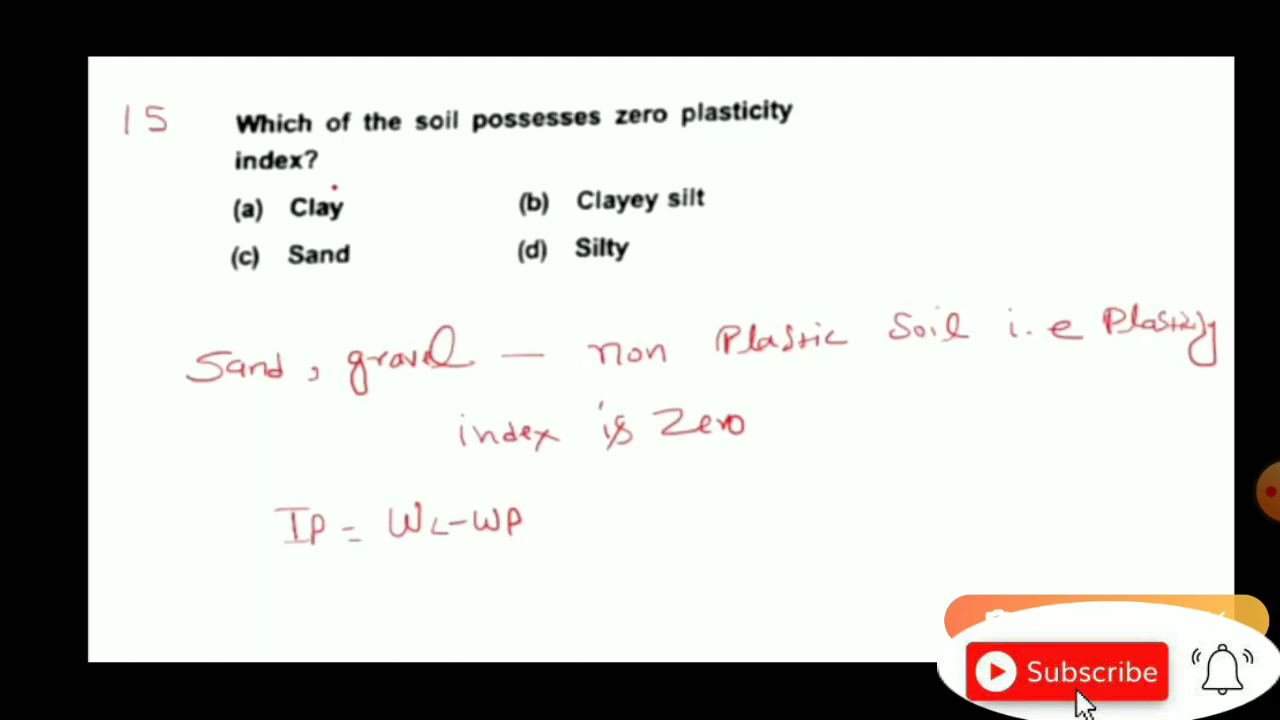 15
Which of the soil possesses zero plasticity
index?
(a) Clay (b) Clayey silt
(c) Sand (d) Silty
Sand, gravel — non Plastic Soil i.e Plasticity
index is Zero
IP = WL-WP
Subscribe